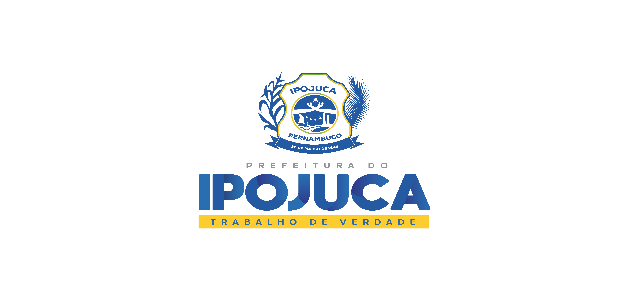 IPOJUCA
PERNAMBUCO
PREFEITURA DO
IPOJUCA
TRABALHO DE VERDADE